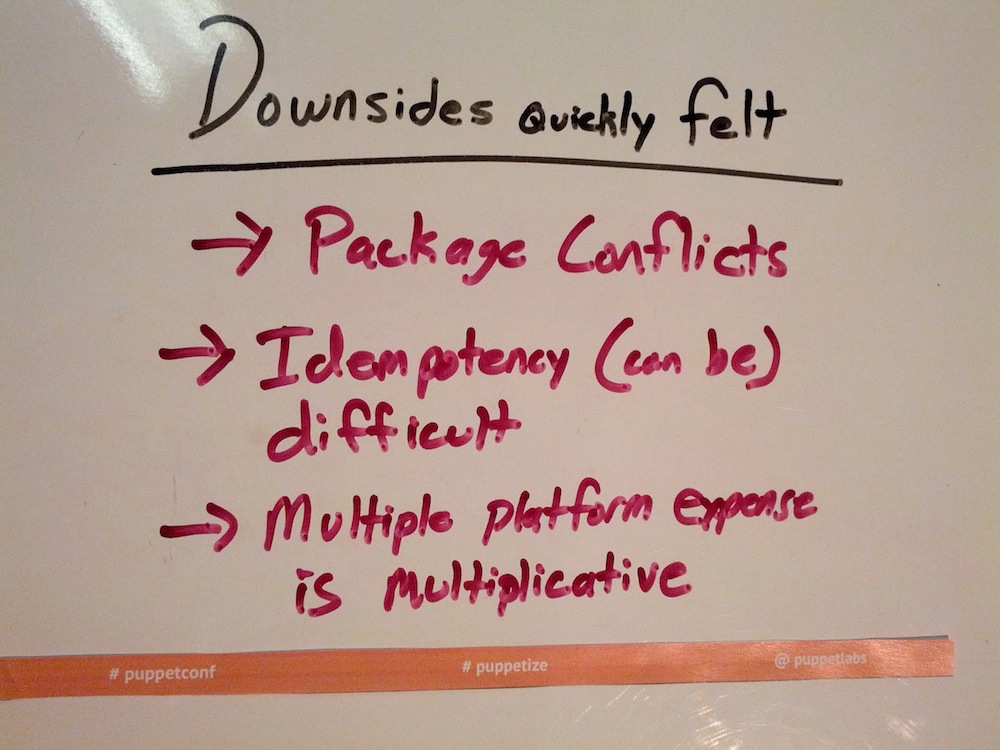 Downsides Quickly felt
→ Package Conflicts
→ Idempotency (can be)
difficult
→ Multiple platform expense
is multiplicative
# puppetconf # puppetize @ puppetlabs